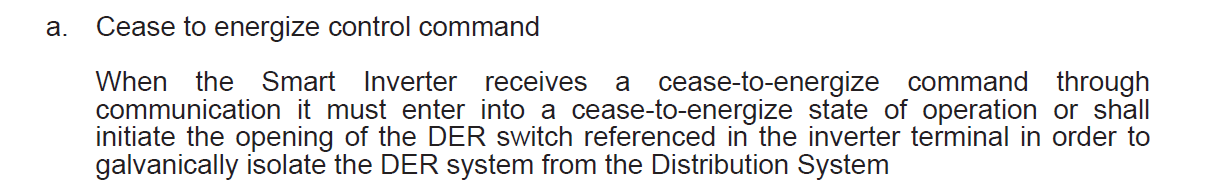 a. Cease to energize control command
When the Smart Inverter receives a cease-to-energize command through
communication it must enter into a cease-to-energize state of operation or shall
initiate the opening of the DER switch referenced in the inverter terminal in order to
galvanically isolate the DER system from the Distribution System